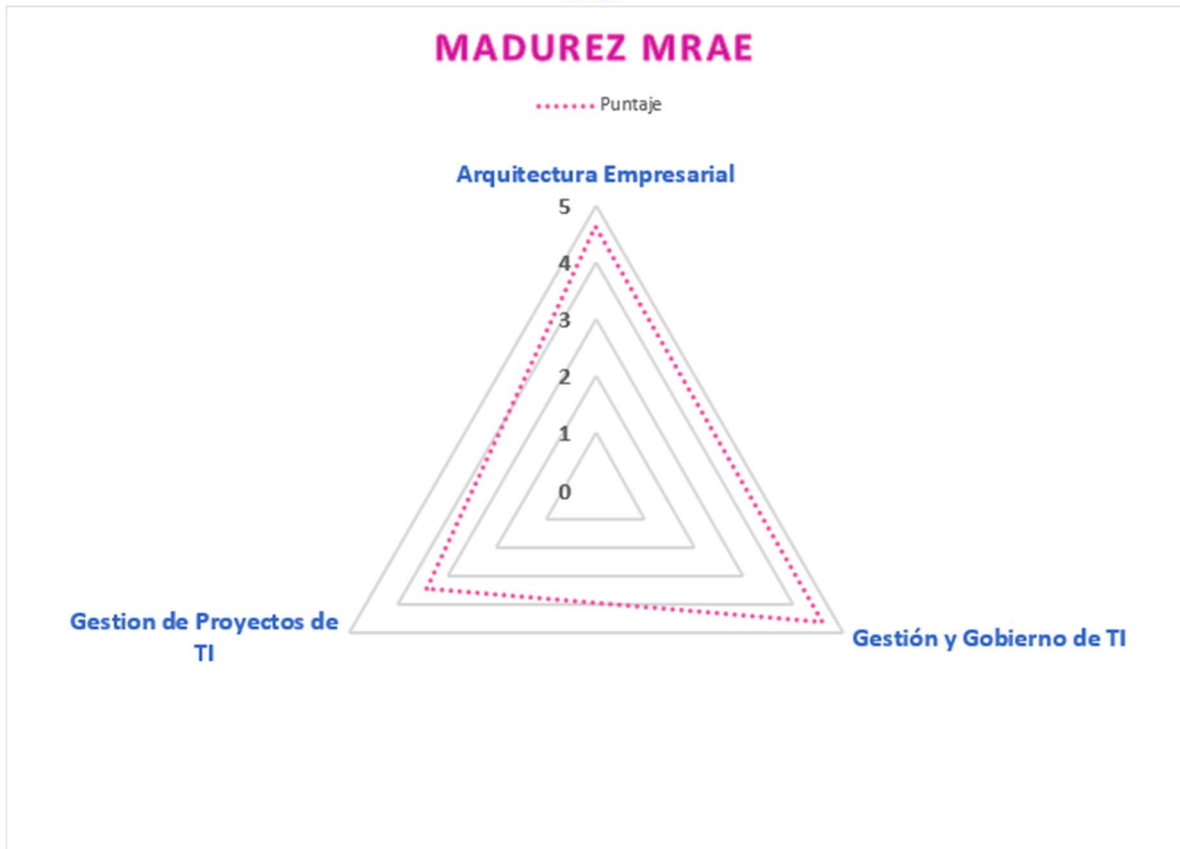 MADUREZ MRAE
Puntaje
Arquitectura Empresarial
5
4
3
2
1
0
Gestion de Proyectos de
TI
Gestión y Gobierno de TI